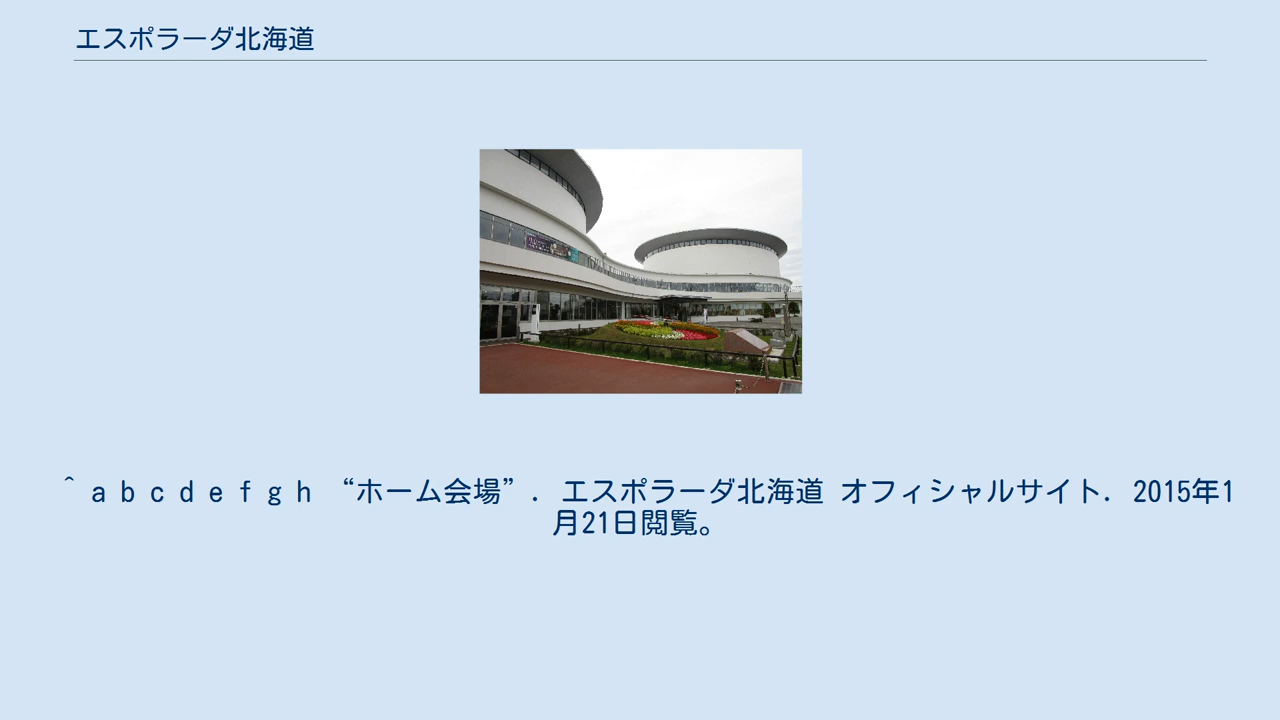 エスポラーダ北海道
^ a b c d e f g h “ホーム会場”. エスポラーダ北海道 オフィシャルサイト. 2015年1
月21日閲覧。